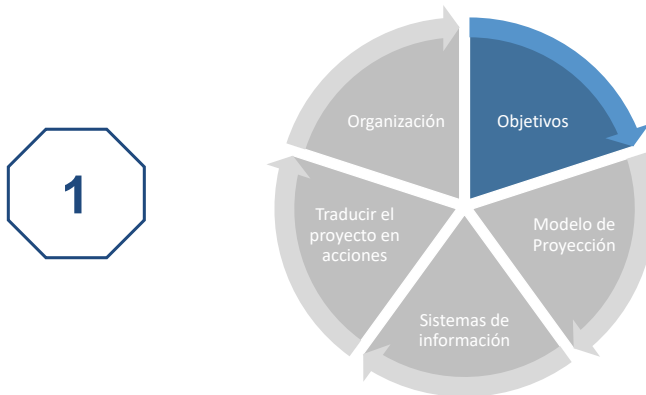 1
Organización
Objetivos
Traducir el
proyecto en
acciones
Modelo de
Proyección
Sistemas de
información